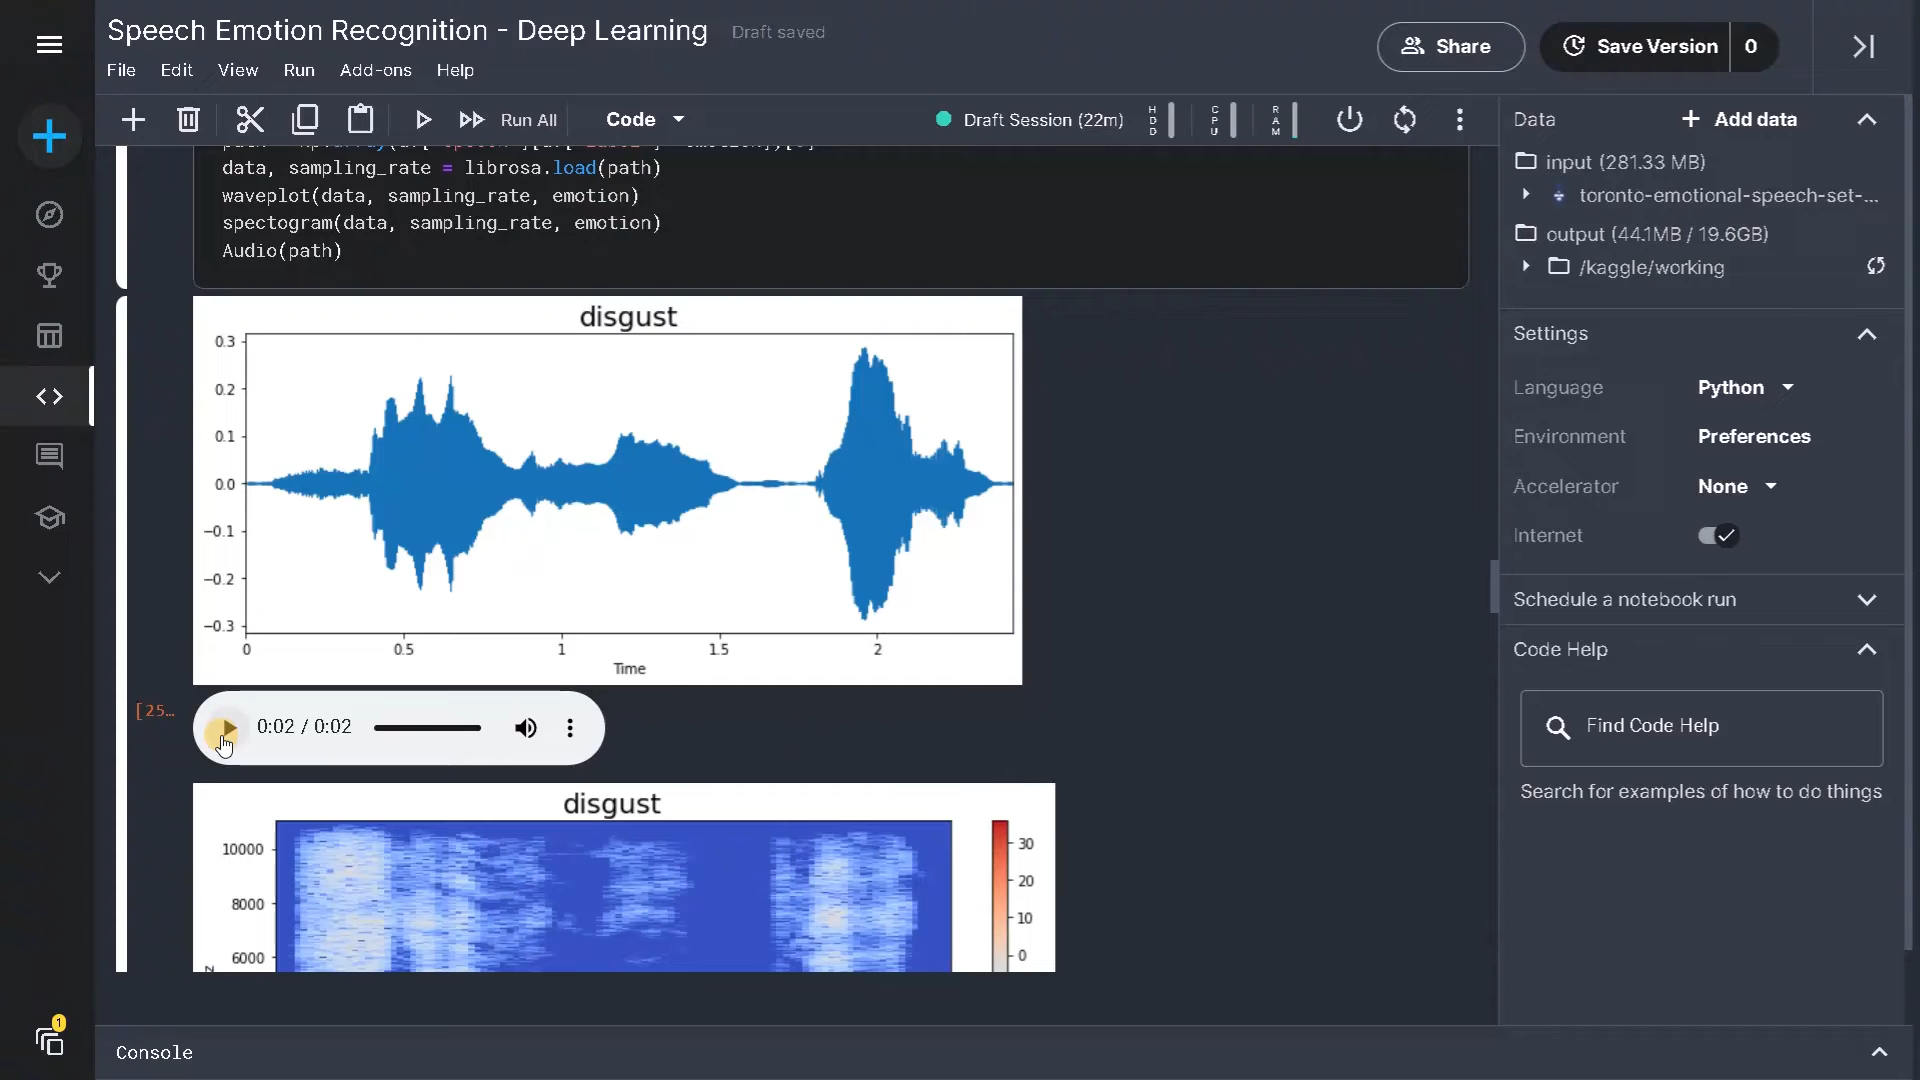 Speech Emotion Recognition - Deep Learning Draft saved
Share
Save Version 0
File Edit View Run Add-ons Help
Run All
Code
Draft Session (22m)
HDD
CPU
RAM
data, sampling_rate = librosa.load(path)
waveplot(data, sampling_rate, emotion)
spectogram(data, sampling_rate, emotion)
Audio(path)
disgust
0.3
0.2
0.1
0.0
−0.1
−0.2
−0.3
0 0.5 1 1.5 2
Time
[25…
0:02 / 0:02
disgust
10000
8000
6000
30
20
10
0
Data
Add data
input (281.33 MB)
toronto-emotional-speech-set-...
output (44.1MB / 19.6GB)
/kaggle/working
Settings
Language Python
Environment Preferences
Accelerator None
Internet
Schedule a notebook run
Code Help
Find Code Help
Search for examples of how to do things
1
Console